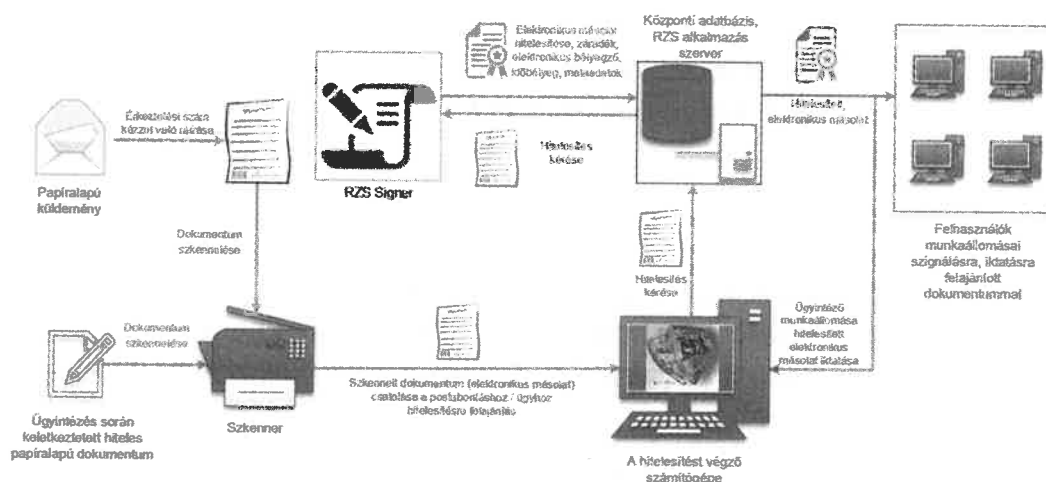 Elektronikus másolat
hitelesítése, záradék,
elektronikus bélyegző,
időbélyeg, metaadatok
Központi adatbázis,
RZS alkalmazás
szerver
Érkeztetési szám
kézzel való ráírása
Papíralapú
küldemény
RZS Signer
Hitelesítés
kérése
Hitelesített,
elektronikus másolat
Felhasználók
munkaállomásai
szignálásra, iktatásra
felajánlott
dokumentummal
Dokumentum
szkennelése
Hitelesítés
kérése
Dokumentum
szkennelése
Ügyintéző
munkaállomása
hitelesített
elektronikus
másolat iktatása
Szkennelt dokumentum (elektronikus másolat)
csatolása a postabontáshoz / ügyhöz
hitelesítésre felajánlás
Szkenner
Ügyintézés során
keletkeztetett hiteles
papíralapú dokumentum
A hitelesítést végző
számítógépe